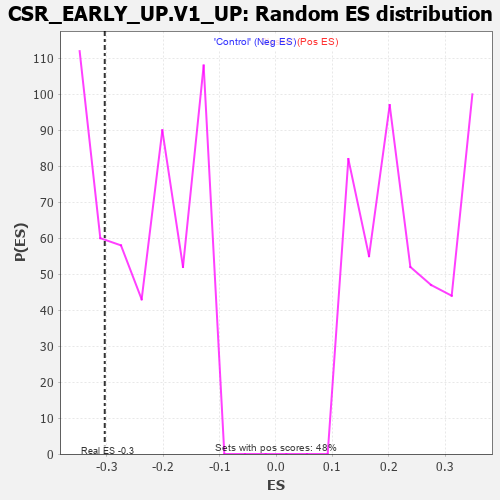 CSR_EARLY_UP.V1_UP: Random ES distribution
'Control' (Neg ES)(Pos ES)
110
100
90
80
70
60
50
40
30
20
10
0
P(ES)
Real ES -0.3
Sets with pos scores: 48%
-0.3 -0.2 -0.1 0.0 0.1 0.2 0.3
ES